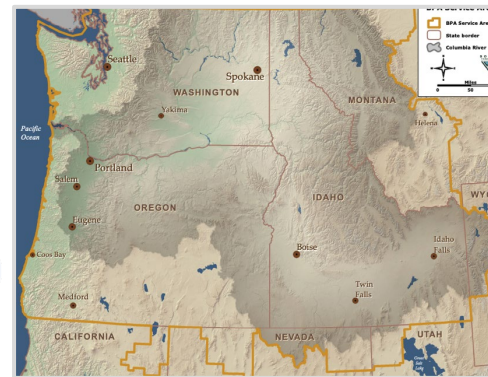 BPA Service Area
State border
Columbia River
Miles
50
Seattle
Spokane
WASHINGTON
MONTANA
Yakima
Helena
Pacific
Ocean
Portland
Salem
OREGON
IDAHO
Eugene
Boise
Idaho
Falls
Coos Bay
Twin
Falls
Medford
CALIFORNIA
NEVADA
UTAH